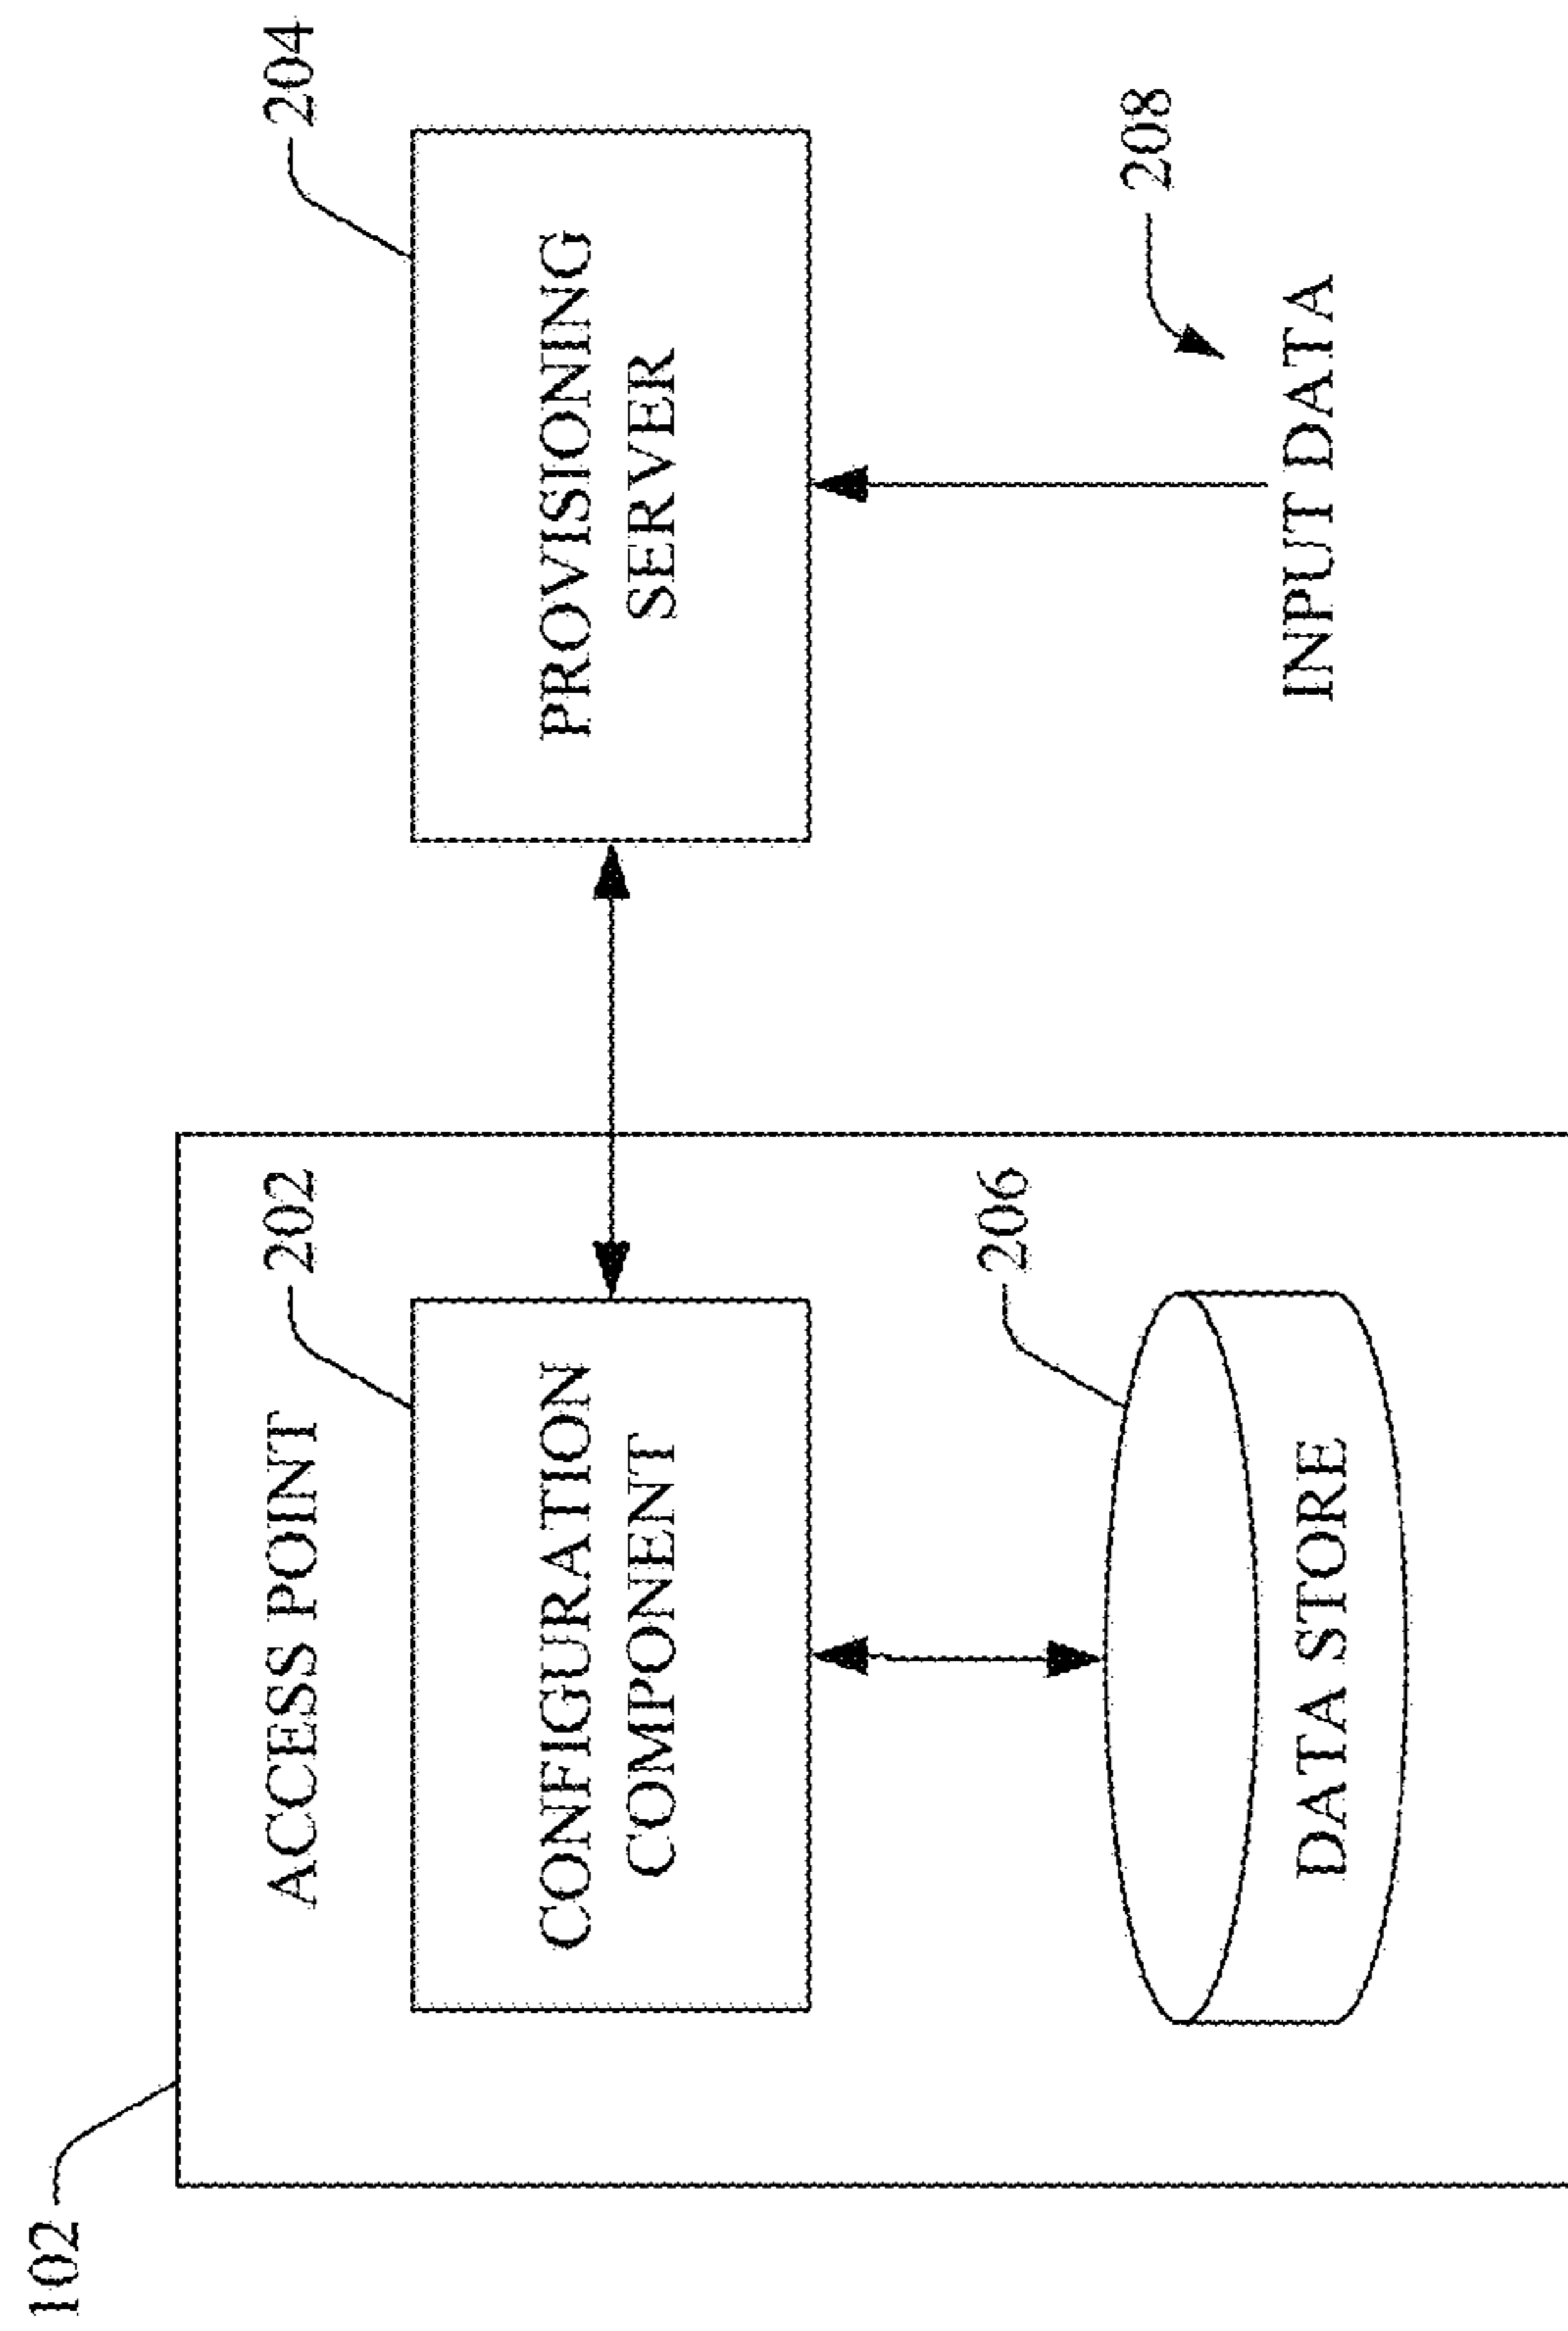 102
ACCESS POINT
202
CONFIGURATION
COMPONENT
206
DATA STORE
204
PROVISIONING
SERVER
208
INPUT DATA